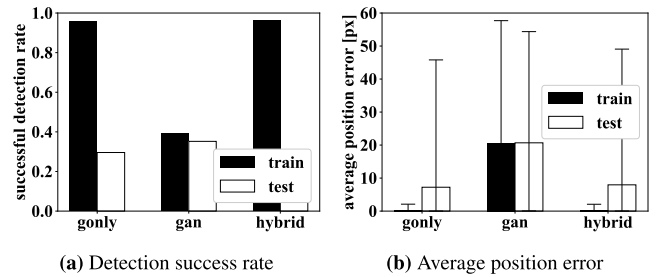 successful detection rate
1.0
0.8
0.6
0.4
0.2
0.0
gonly gan hybrid
train
test
(a) Detection success rate
average position error [px]
60
50
40
30
20
10
0
gonly gan hybrid
train
test
(b) Average position error